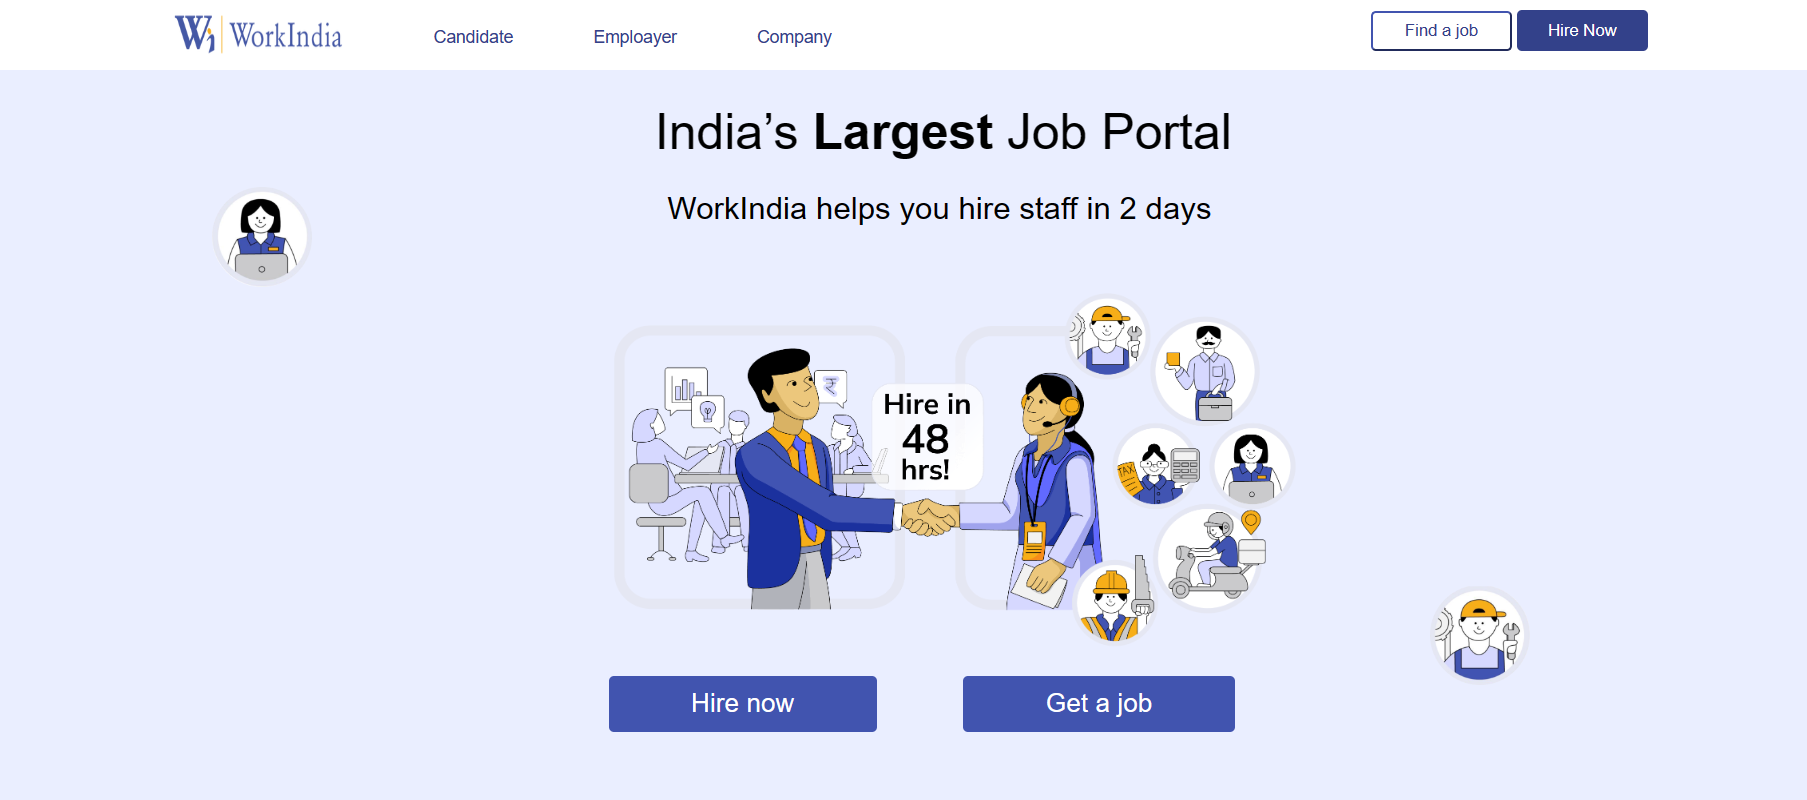 Wi WorkIndia
Candidate Emploayer Company Find a job Hire Now
India’s Largest Job Portal
WorkIndia helps you hire staff in 2 days
₹
Hire in
48
hrs!
TAX
Hire now Get a job